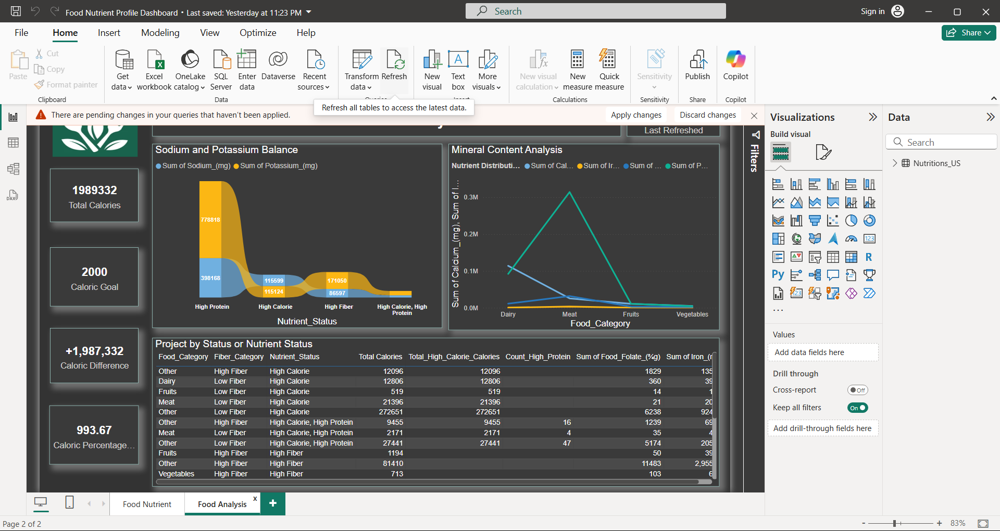 Food Nutrient Profile Dashboard • Last saved: Yesterday at 11:23 PM
Search
Sign in
File Home Insert Modeling View Optimize Help
Share
Paste
Cut
Copy
Format painter
Clipboard
Get data
Excel workbook
OneLake catalog
SQL Server
Enter data
Dataverse
Recent sources
Data
Transform data
Refresh
New visual
Text box
More visuals
New visual calculation
New measure
Quick measure
Calculations
Sensitivity
Sensitivity
Publish
Share
Copilot
Copilot
Refresh all tables to access the latest data.
There are pending changes in your queries that haven't been applied.
Apply changes
Discard changes
Last Refreshed
1989332
Total Calories
2000
Caloric Goal
+1,987,332
Caloric Difference
993.67
Caloric Percentage...
Sodium and Potassium Balance
Sum of Sodium_(mg) Sum of Potassium_(mg)
778818
398168
115599
115124
171050
86597
High Protein
High Calorie
High Fiber
High Calorie, High Protein
Nutrient_Status
Mineral Content Analysis
Nutrient Distributi... Sum of Cal... Sum of Ir... Sum of ... Sum of P...
Sum of Calcium_(mg), Sum of I...
0.3M
0.2M
0.1M
0.0M
Dairy Meat Fruits Vegetables
Food_Category
Project by Status or Nutrient Status
Food_Category Fiber_Category Nutrient_Status Total Calories Total_High_Calorie_Calories Count_High_Protein Sum of Food_Folate_(¾g) Sum of Iron_(r
Other High Fiber High Calorie 12096 12096 1829 135
Dairy Low Fiber High Calorie 12806 12806 360 39
Fruits Low Fiber High Calorie 519 519 14 1
Meat Low Fiber High Calorie 21396 21396 21 20
Other Low Fiber High Calorie 272651 272651 6238 924
Other High Fiber High Calorie, High Protein 9455 9455 16 1239 69
Meat Low Fiber High Calorie, High Protein 2171 2171 4 35 4
Other Low Fiber High Calorie, High Protein 27441 27441 47 5174 205
Fruits High Fiber High Fiber 1194 50 39
Other High Fiber High Fiber 81410 11483 2,955
Vegetables High Fiber High Fiber 713 103 6
Filters
Visualizations
Build visual
123
R
Py
123
...
Values
Add data fields here
Drill through
Cross-report
Off
Keep all filters
On
Add drill-through fields here
Data
Search
Nutritions_US
DAX
Food Nutrient
Food Analysis x
+
Page 2 of 2
- + 83%